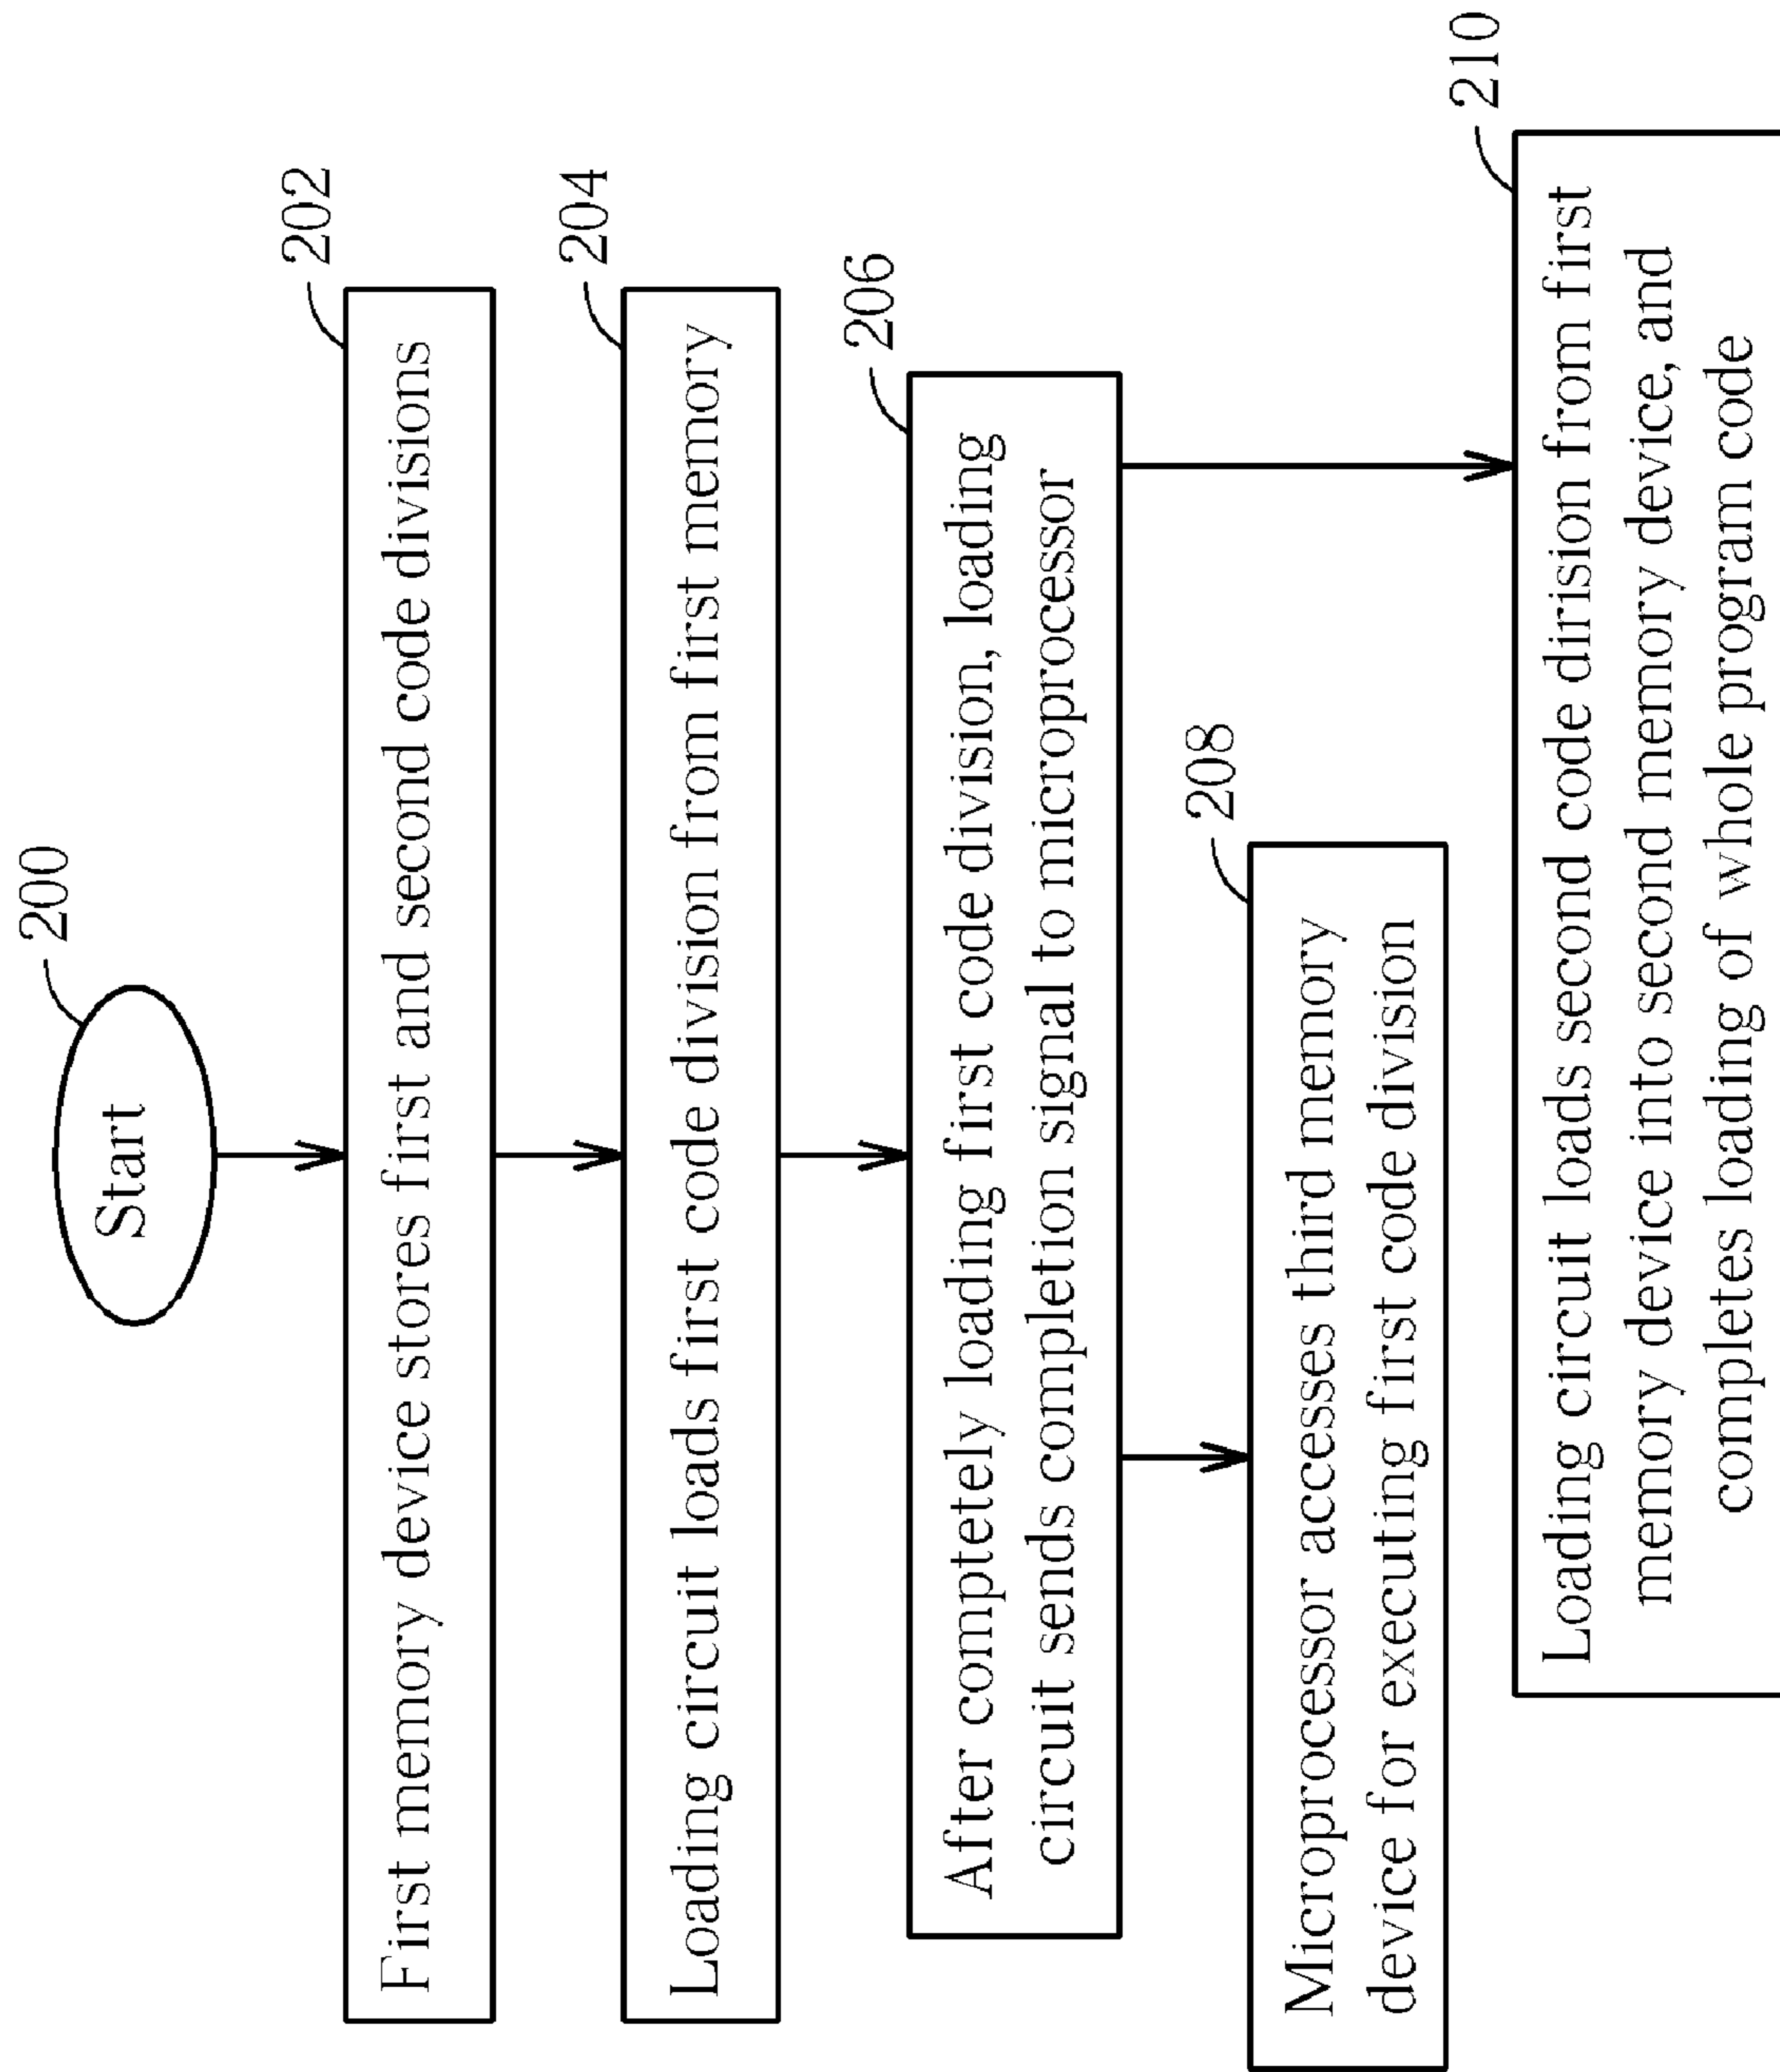 200
Start
202
First memory device stores first and second code divisions
204
Loading circuit loads first code division from first memory
206
After comptetely loading first code division, loading
circuit sends completion signal to microprocessor
208
Microprocessor accesses third memory
device for executing first code division
210
Loading circuit loads second code dirision from first
memory device into second memory device, and
completes loading of whole program code